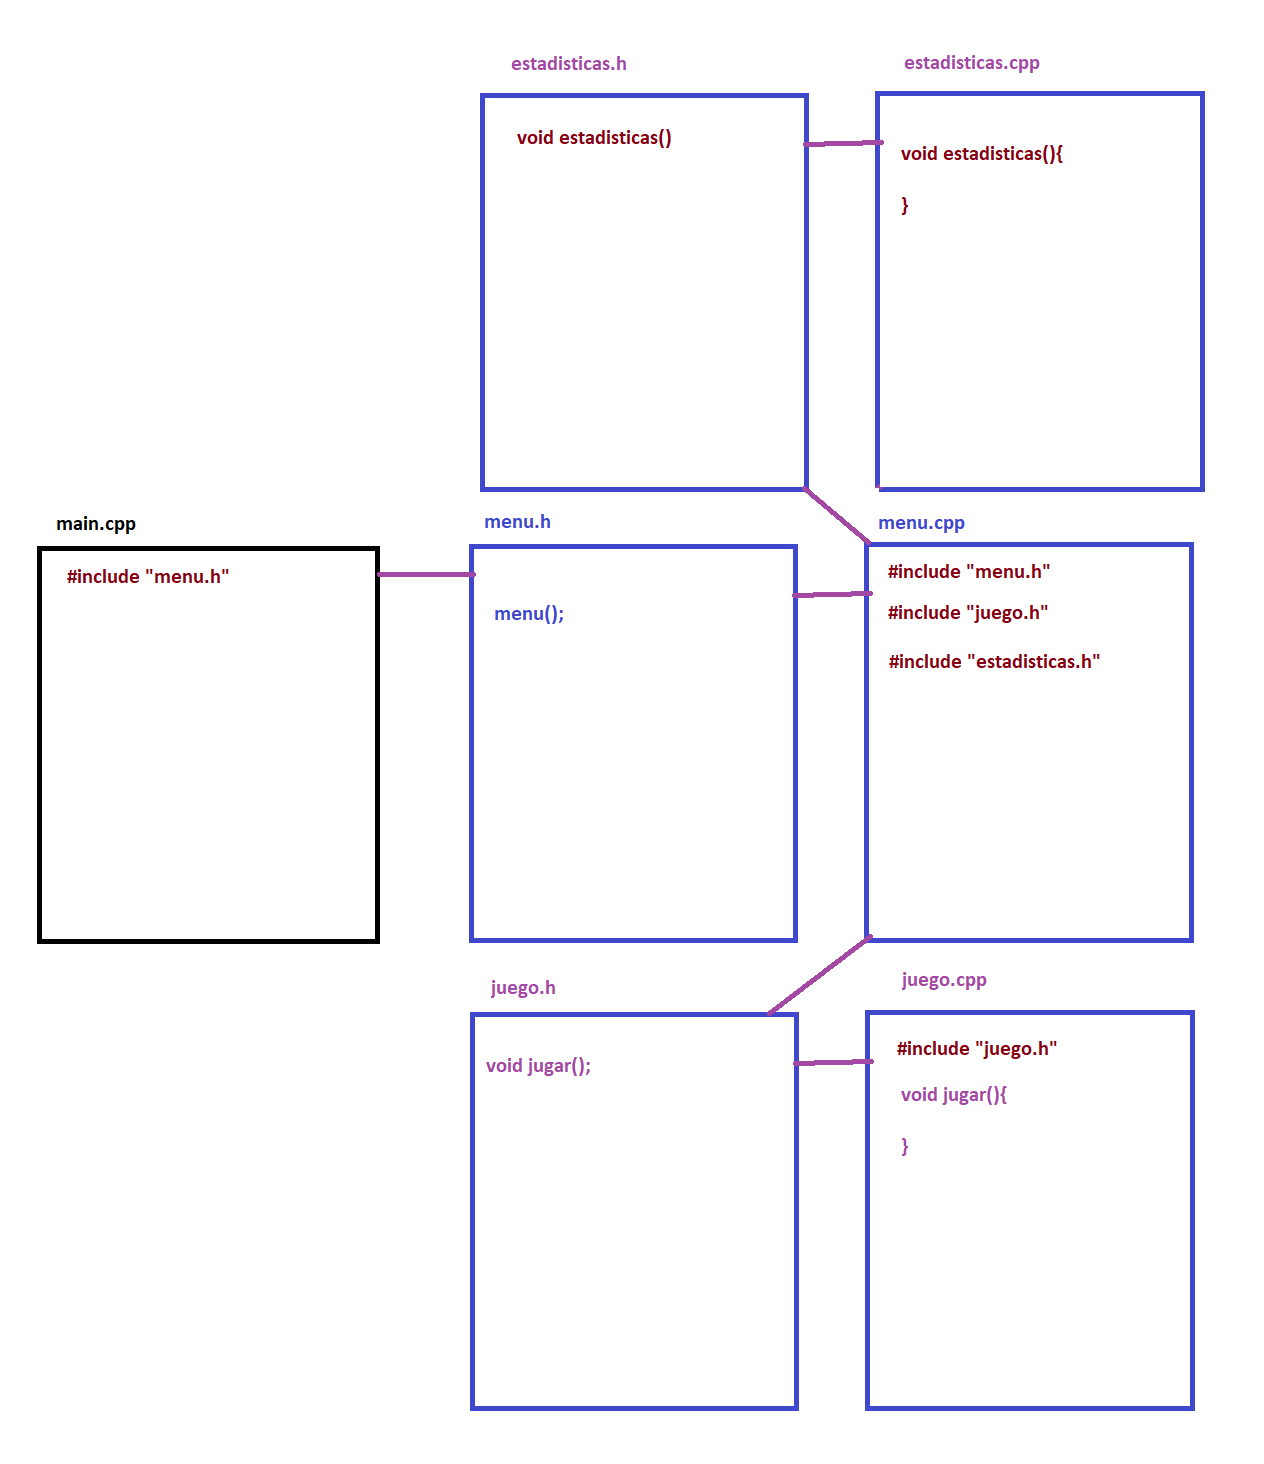 estadisticas.h
void estadisticas()
estadisticas.cpp
void estadisticas(){
}
main.cpp
#include "menu.h"
menu.h
menu();
menu.cpp
#include "menu.h"
#include "juego.h"
#include "estadisticas.h"
juego.h
void jugar();
juego.cpp
#include "juego.h"
void jugar(){
}